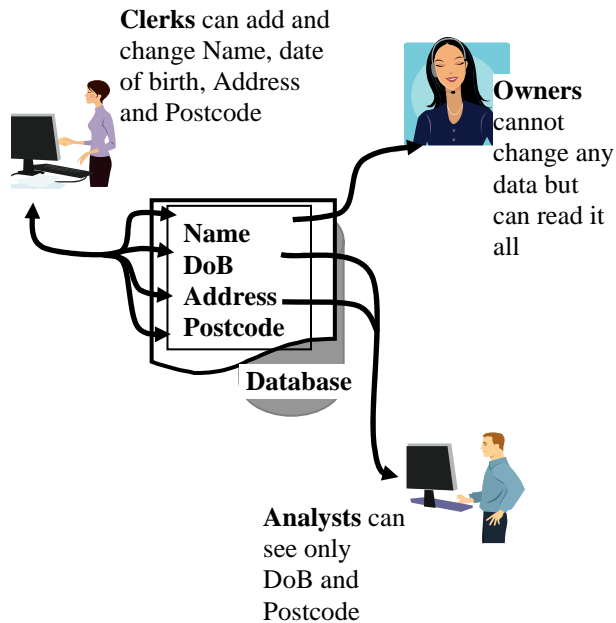 Clerks can add and
change Name, date
of birth, Address
and Postcode
Owners
cannot
change any
data but
can read it
all
Name
DoB
Address
Postcode
Database
Analysts can
see only
DoB and
Postcode